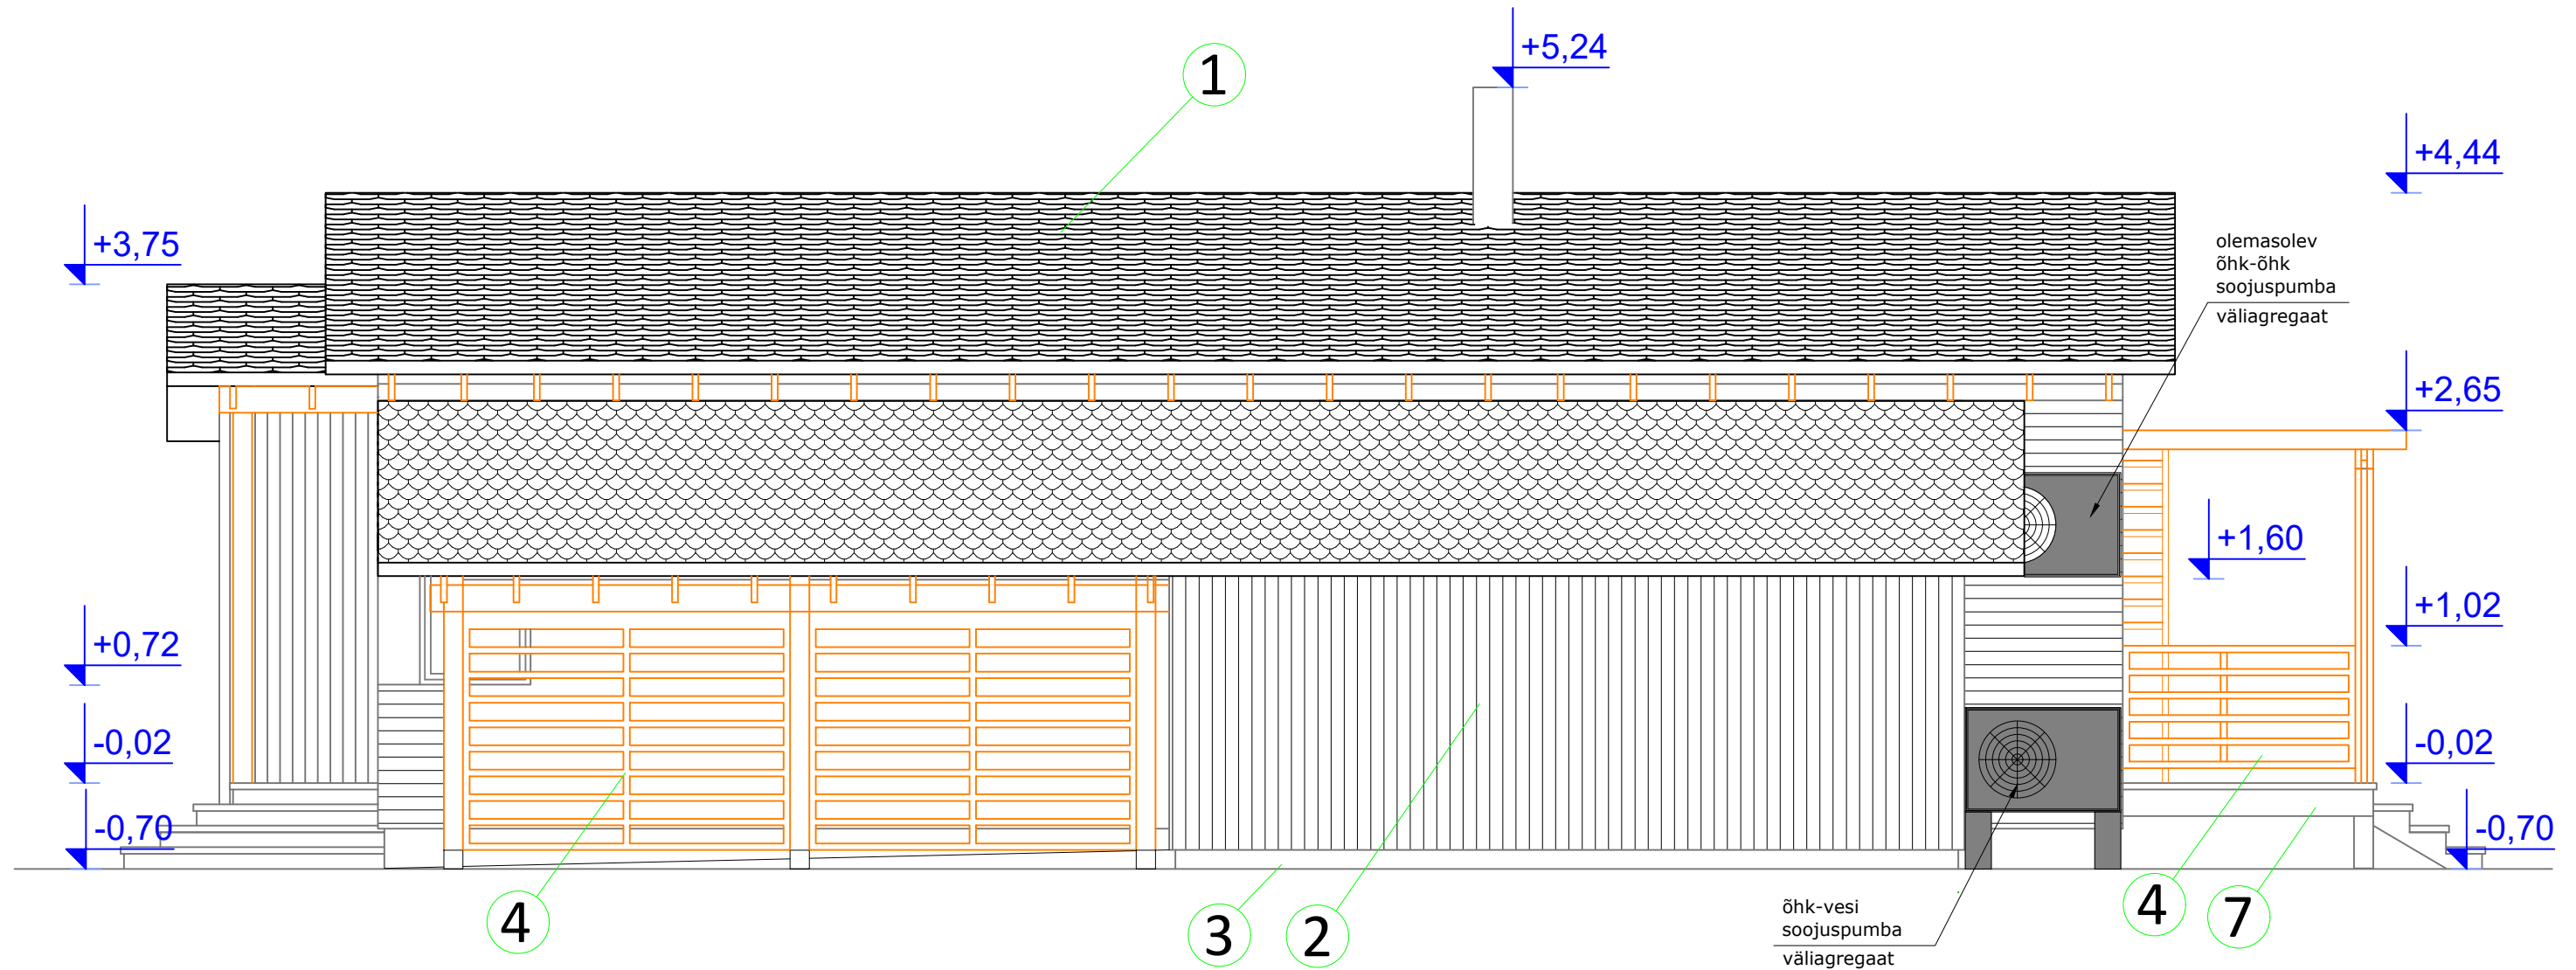 +5,24
1
+4,44
+3,75
olemasolev
õhk-õhk
soojuspumba
väliagregaat
+2,65
+1,60
+1,02
+0,72
-0,02
-0,02
-0,70
-0,70
4
3
2
õhk-vesi
soojuspumba
väliagregaat
4
7